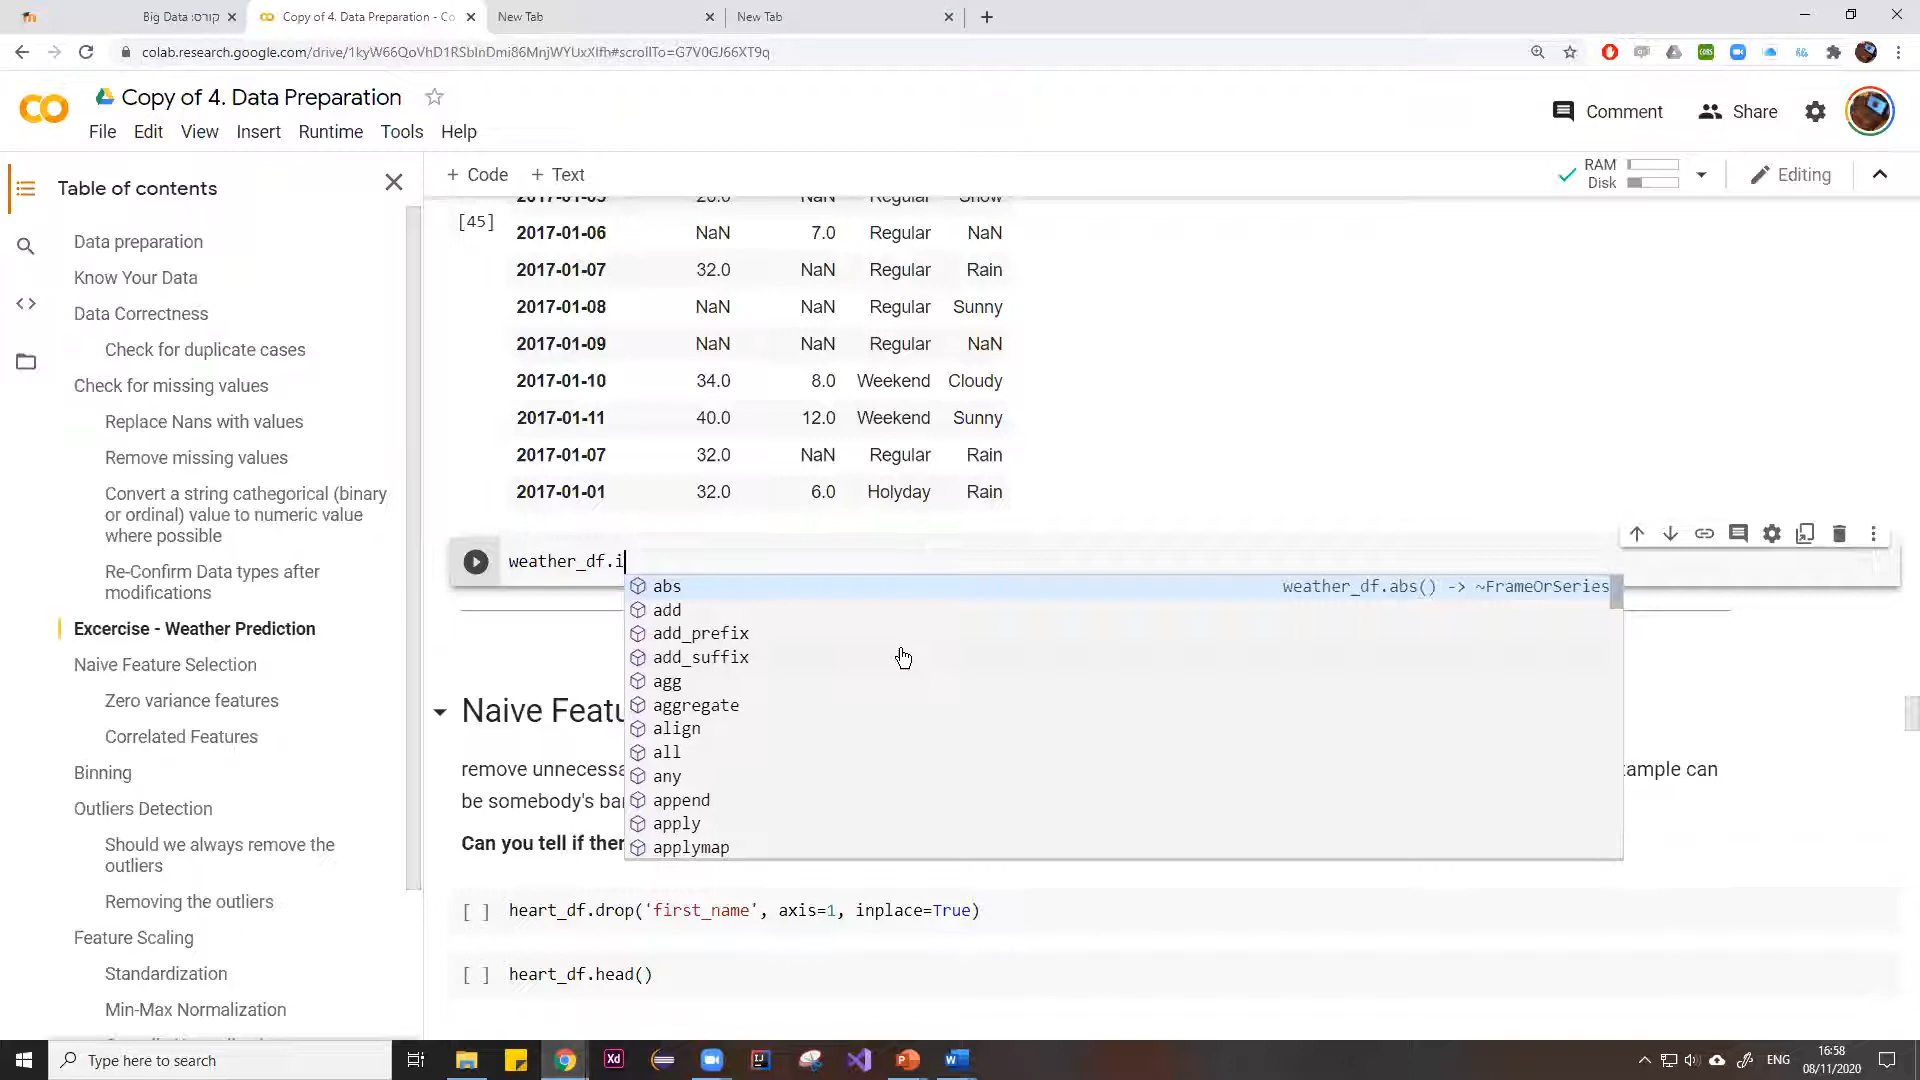 קורס: Big Data
Copy of 4. Data Preparation - Co
New Tab
New Tab
colab.research.google.com/drive/1kyW66QoVhD1RSbInDmi86MnjWYUxXlfh#scrollTo=G7V0GJ66XT9q
Copy of 4. Data Preparation
Comment
Share
File Edit View Insert Runtime Tools Help
Table of contents
+ Code + Text
RAM
Disk
Editing
Data preparation
Know Your Data
Data Correctness
Check for duplicate cases
Check for missing values
Replace Nans with values
Remove missing values
Convert a string cathegorical (binary
or ordinal) value to numeric value
where possible
Re-Confirm Data types after
modifications
Excercise - Weather Prediction
Naive Feature Selection
Zero variance features
Correlated Features
Binning
Outliers Detection
Should we always remove the
outliers
Removing the outliers
Feature Scaling
Standardization
Min-Max Normalization
2017-01-05 28.0 NaN Regular Snow
[45]
2017-01-06 NaN 7.0 Regular NaN
2017-01-07 32.0 NaN Regular Rain
2017-01-08 NaN NaN Regular Sunny
2017-01-09 NaN NaN Regular NaN
2017-01-10 34.0 8.0 Weekend Cloudy
2017-01-11 40.0 12.0 Weekend Sunny
2017-01-07 32.0 NaN Regular Rain
2017-01-01 32.0 6.0 Holyday Rain
weather_df.i
abs weather_df.abs() -> ~FrameOrSeries
add
add_prefix
add_suffix
agg
aggregate
align
all
any
append
apply
applymap
Naive Featu
remove unnecessa ample can
be somebody's ba
Can you tell if ther
[ ] heart_df.drop('first_name', axis=1, inplace=True)
[ ] heart_df.head()
Type here to search
Xd
ENG
16:58
08/11/2020